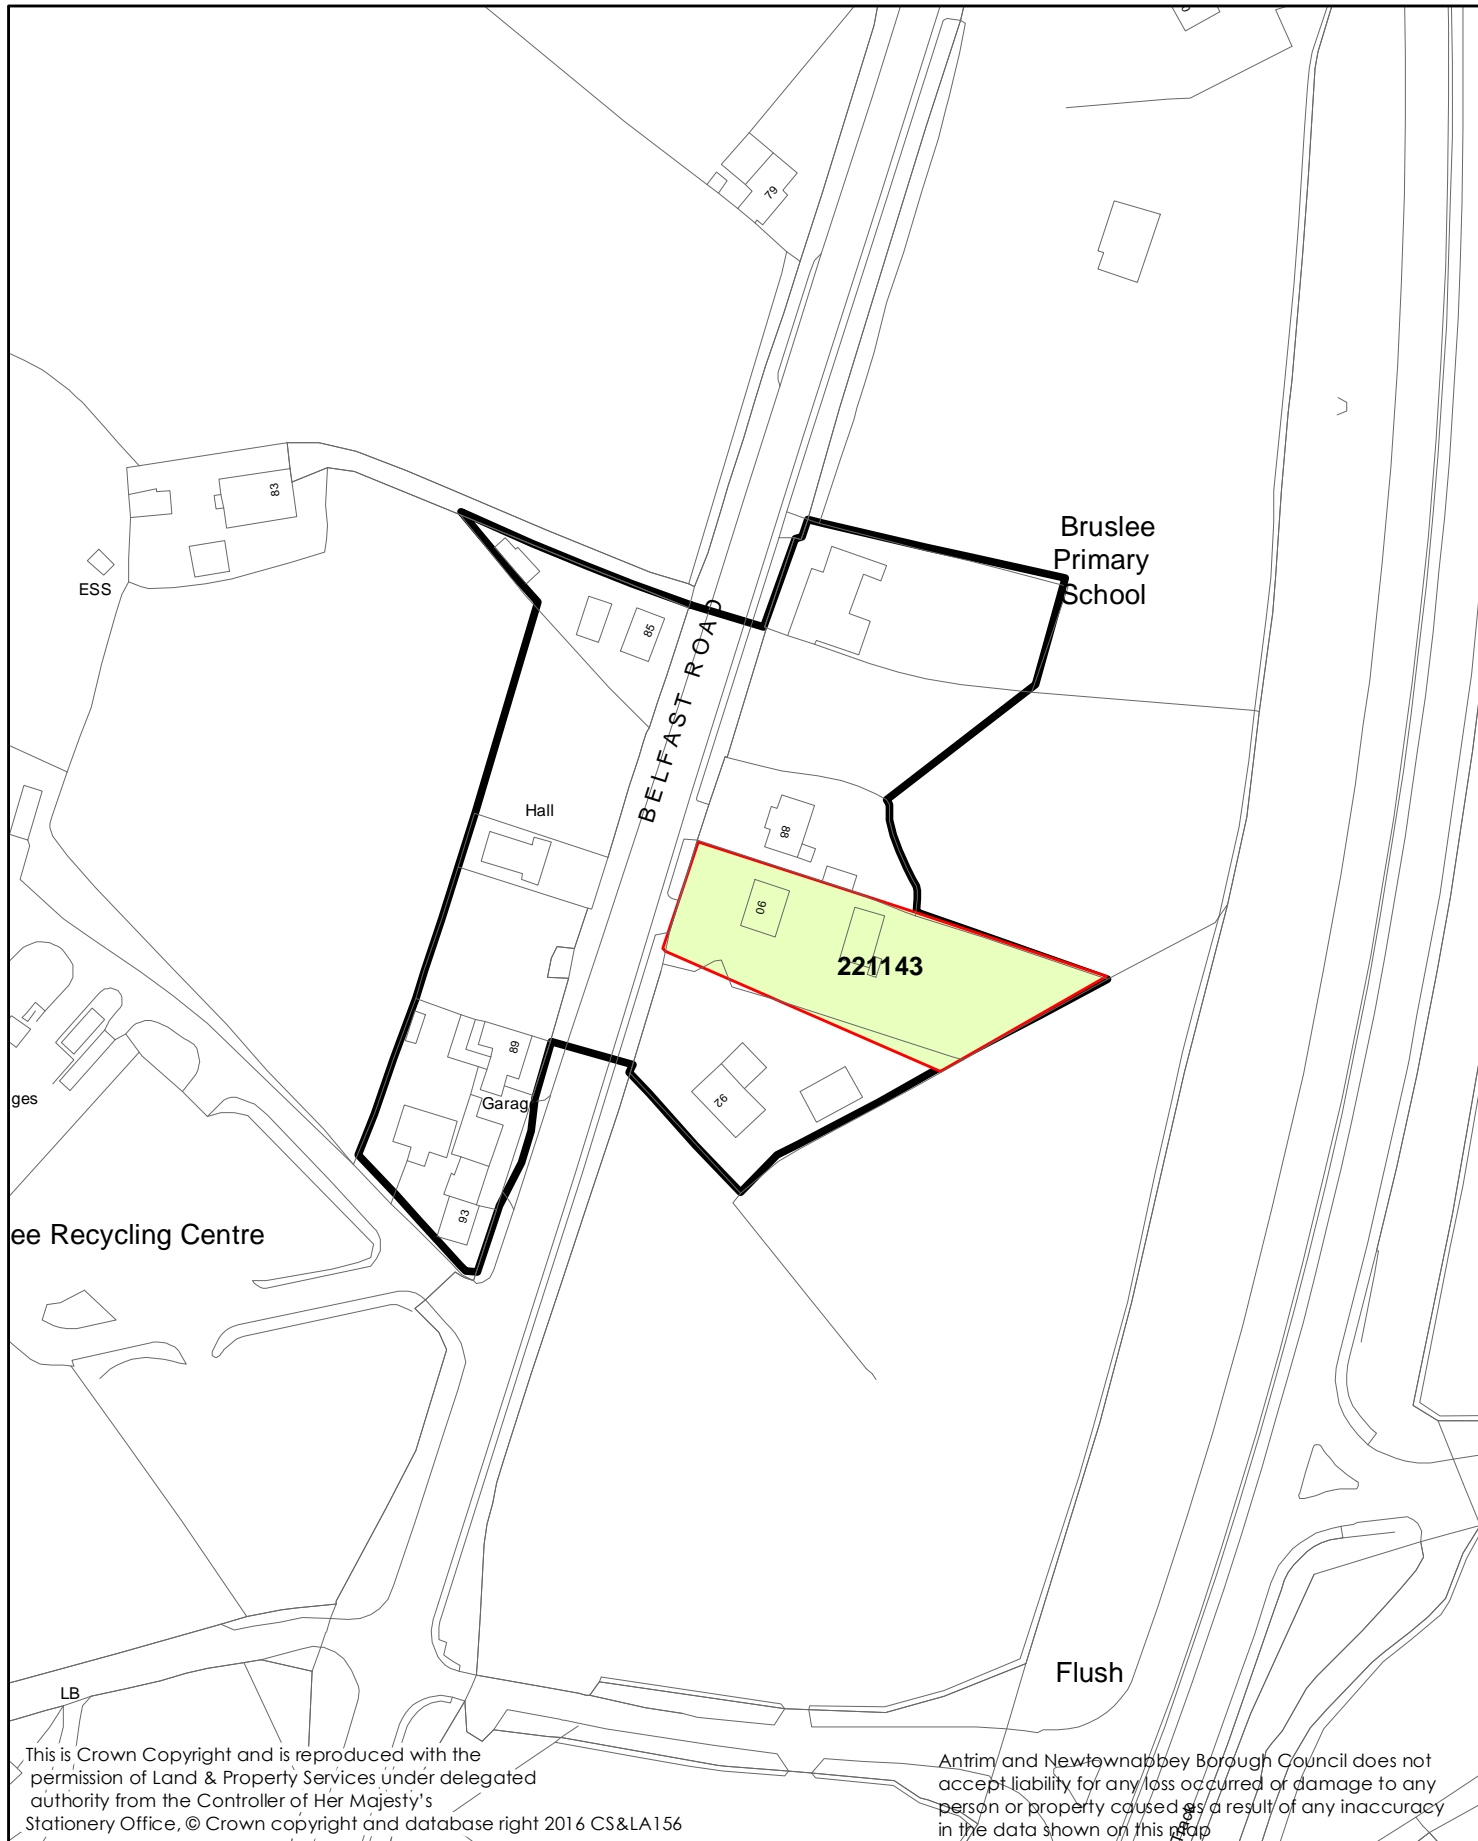 79
83
ESS
Bruslee
Primary
School
85
BELFAST ROAD
Hall
88
90
221143
89
Garag
92
ges
93
ee Recycling Centre
Flush
LB
This is Crown Copyright and is reproduced with the
permission of Land & Property Services under delegated
authority from the Controller of Her Majesty's
Stationery Office, © Crown copyright and database right 2016 CS&LA156
Antrim and Newtownabbey Borough Council does not
accept liability for any loss occurred or damage to any
person or property caused as a result of any inaccuracy
in the data shown on this map